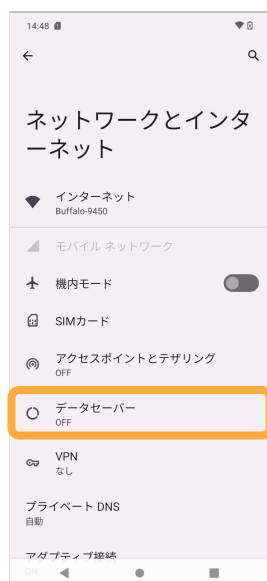 14:48
ネットワークとインタ
ーネット
インターネット
Buffalo-9450
モバイル ネットワーク
機内モード
SIMカード
アクセスポイントとテザリング
OFF
データセーバー
OFF
VPN
なし
プライベート DNS
自動
アダプティブ接続
ON